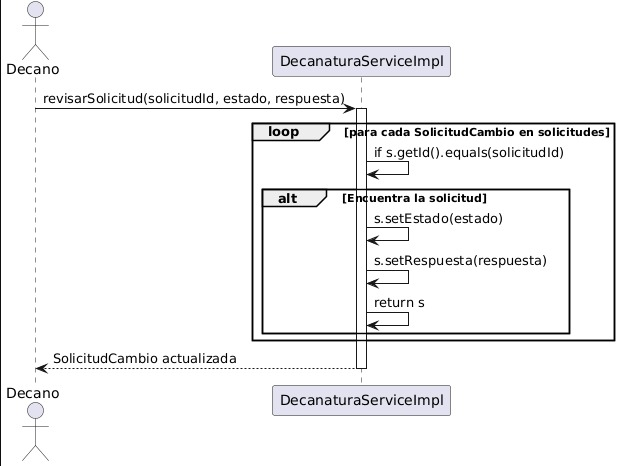 Decano
DecanaturaServiceImpl
revisarSolicitud(solicitudId, estado, respuesta)
loop
[para cada SolicitudCambio en solicitudes]
if s.getId().equals(solicitudId)
alt
[Encuentra la solicitud]
s.setEstado(estado)
s.setRespuesta(respuesta)
return s
SolicitudCambio actualizada
Decano
DecanaturaServiceImpl